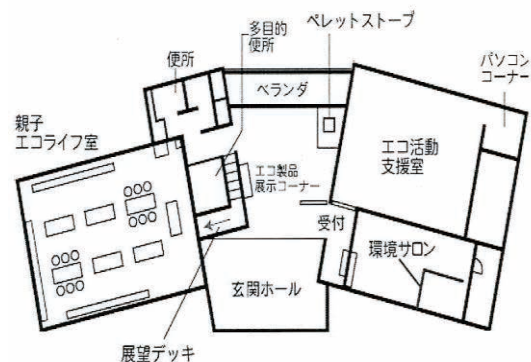 多目的
便所
ペレットストーブ
便所
パソコン
コーナー
ベランダ
親子
エコライフ室
エコ活動
支援室
エコ製品
展示コーナー
受付
環境サロン
玄関ホール
展望デッキ